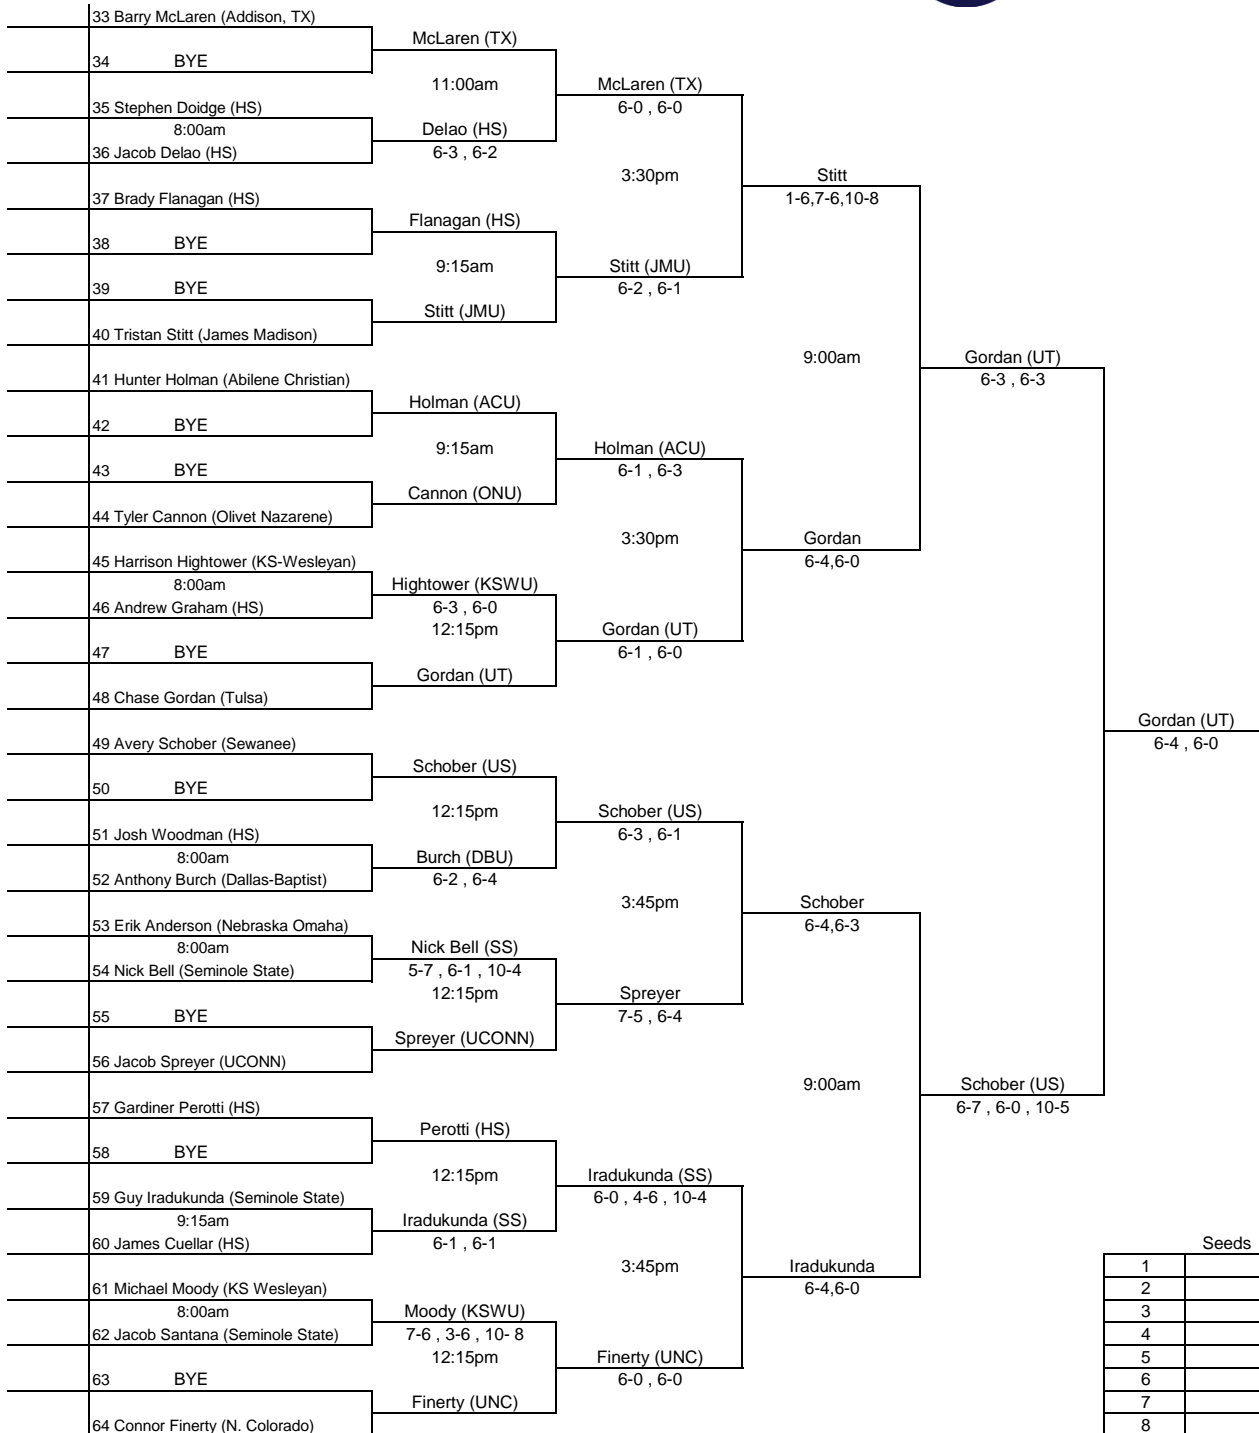 33 Barry McLaren (Addison, TX)
McLaren (TX)
34 BYE
11:00am
McLaren (TX)
6-0 , 6-0
35 Stephen Doidge (HS)
8:00am
Delao (HS)
36 Jacob Delao (HS)
6-3 , 6-2
3:30pm
Stitt
1-6,7-6,10-8
37 Brady Flanagan (HS)
Flanagan (HS)
38 BYE
9:15am
Stitt (JMU)
6-2 , 6-1
39 BYE
Stitt (JMU)
40 Tristan Stitt (James Madison)
9:00am
Gordan (UT)
6-3 , 6-3
41 Hunter Holman (Abilene Christian)
Holman (ACU)
42 BYE
9:15am
Holman (ACU)
6-1 , 6-3
43 BYE
Cannon (ONU)
44 Tyler Cannon (Olivet Nazarene)
3:30pm
Gordan
6-4,6-0
45 Harrison Hightower (KS-Wesleyan)
8:00am
Hightower (KSWU)
46 Andrew Graham (HS)
6-3 , 6-0
12:15pm
Gordan (UT)
6-1 , 6-0
47 BYE
Gordan (UT)
48 Chase Gordan (Tulsa)
Gordan (UT)
6-4 , 6-0
49 Avery Schober (Sewanee)
Schober (US)
50 BYE
12:15pm
Schober (US)
6-3 , 6-1
51 Josh Woodman (HS)
8:00am
Burch (DBU)
52 Anthony Burch (Dallas-Baptist)
6-2 , 6-4
3:45pm
Schober
6-4,6-3
53 Erik Anderson (Nebraska Omaha)
8:00am
Nick Bell (SS)
54 Nick Bell (Seminole State)
5-7 , 6-1 , 10-4
12:15pm
Spreyer
7-5 , 6-4
55 BYE
Spreyer (UCONN)
56 Jacob Spreyer (UCONN)
9:00am
Schober (US)
6-7 , 6-0 , 10-5
57 Gardiner Perotti (HS)
Perotti (HS)
58 BYE
12:15pm
Iradukunda (SS)
6-0 , 4-6 , 10-4
59 Guy Iradukunda (Seminole State)
9:15am
Iradukunda (SS)
60 James Cuellar (HS)
6-1 , 6-1
3:45pm
Iradukunda
6-4,6-0
61 Michael Moody (KS Wesleyan)
8:00am
Moody (KSWU)
62 Jacob Santana (Seminole State)
7-6 , 3-6 , 10- 8
12:15pm
Finerty (UNC)
6-0 , 6-0
63 BYE
Finerty (UNC)
64 Connor Finerty (N. Colorado)
Seeds
1
2
3
4
5
6
7
8